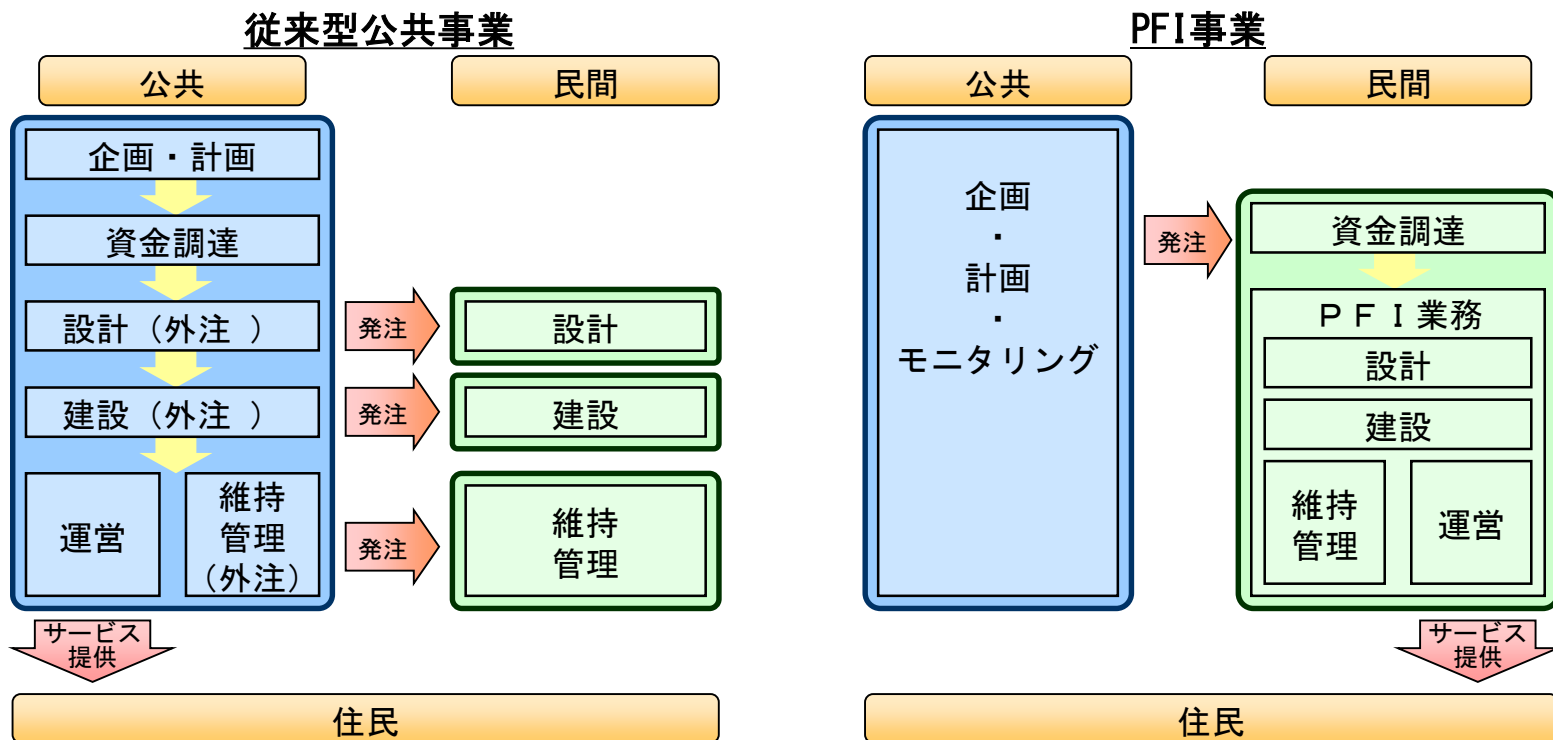 従来型公共事業
公共
民間
企画・計画
資金調達
設計（外注 ）
発注
設計
建設（外注 ）
発注
建設
運営
維持
管理
（外注）
発注
維持
管理
サービス
提供
住民
PFI事業
公共
民間
企画
・
計画
・
モニタリング
発注
資金調達
ＰＦＩ業務
設計
建設
維持
管理
運営
サービス
提供
住民